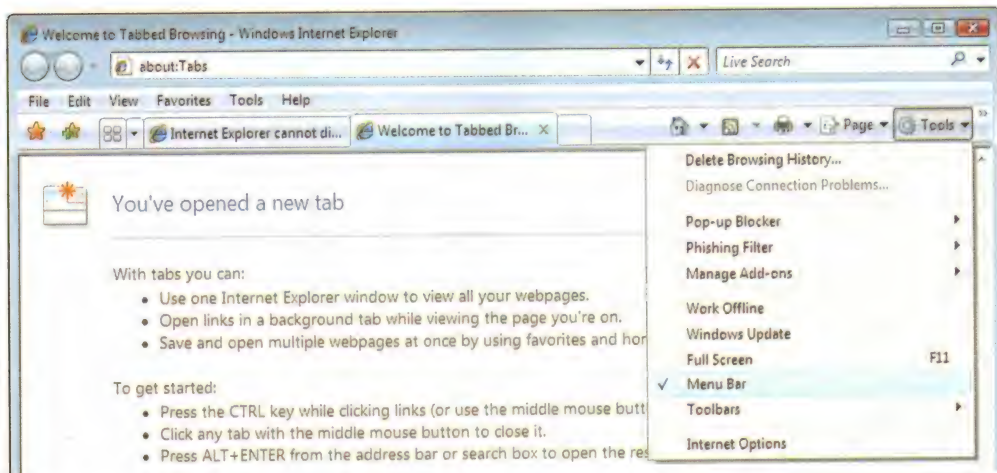 Welcome to Tabbed Browsing - Windows Internet Explorer
about:Tabs
Live Search
File Edit View Favorites Tools Help
Internet Explorer cannot di... Welcome to Tabbed Br... X Page Tools
Delete Browsing History...
Diagnose Connection Problems...
Pop-up Blocker
Phishing Filter
Manage Add-ons
Work Offline
Windows Update
Full Screen F11
Menu Bar
Toolbars
Internet Options
You've opened a new tab
With tabs you can:
• Use one Internet Explorer window to view all your webpages.
• Open links in a background tab while viewing the page you're on.
• Save and open multiple webpages at once by using favorites and
To get started:
• Press the CTRL key while clicking links (or use the middle mouse
• Click any tab with the middle mouse button to close it.
• Press ALT+ENTER from the address bar or search box to open the